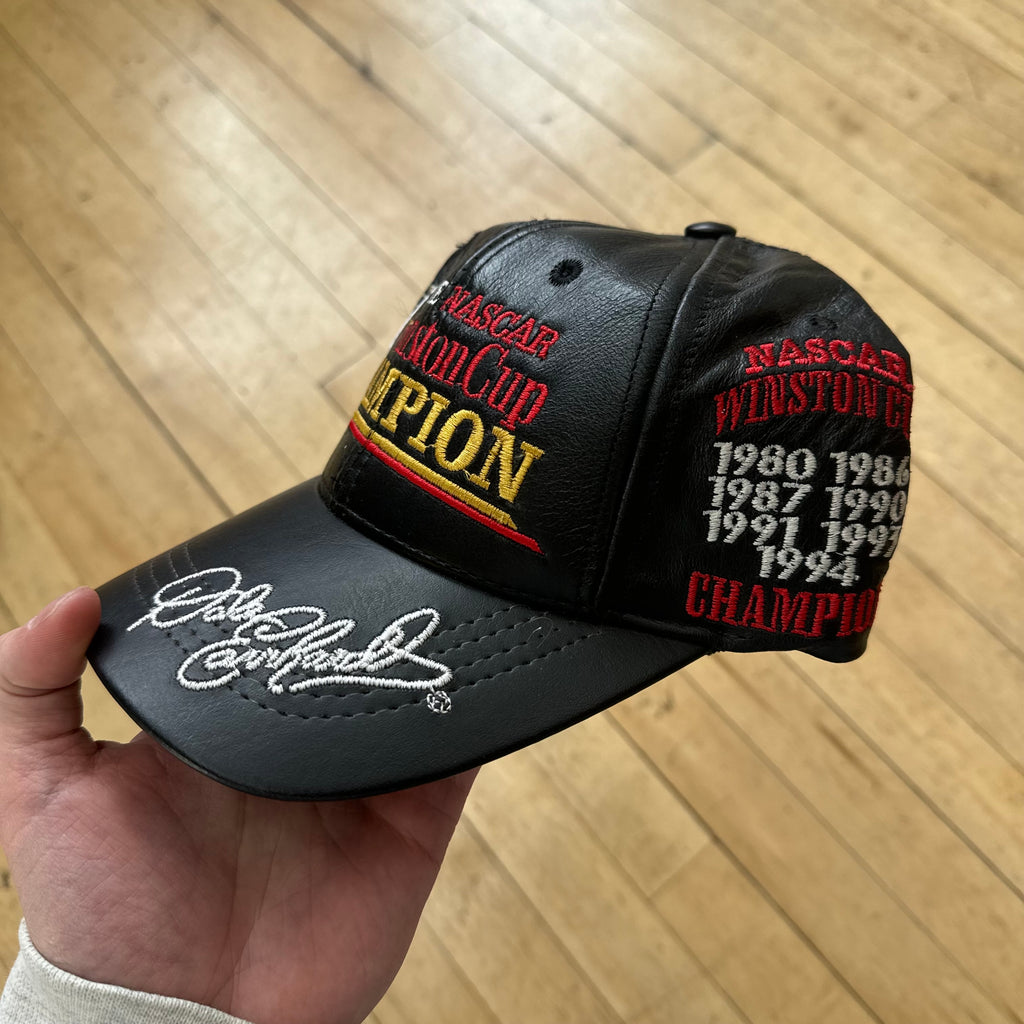 NASCAR
Winston Cup
CHAMPION
Dale
Earnhardt
NASCAR
WINSTON CUP
1980 1986
1987 1990
1991 1993
1994
CHAMPION